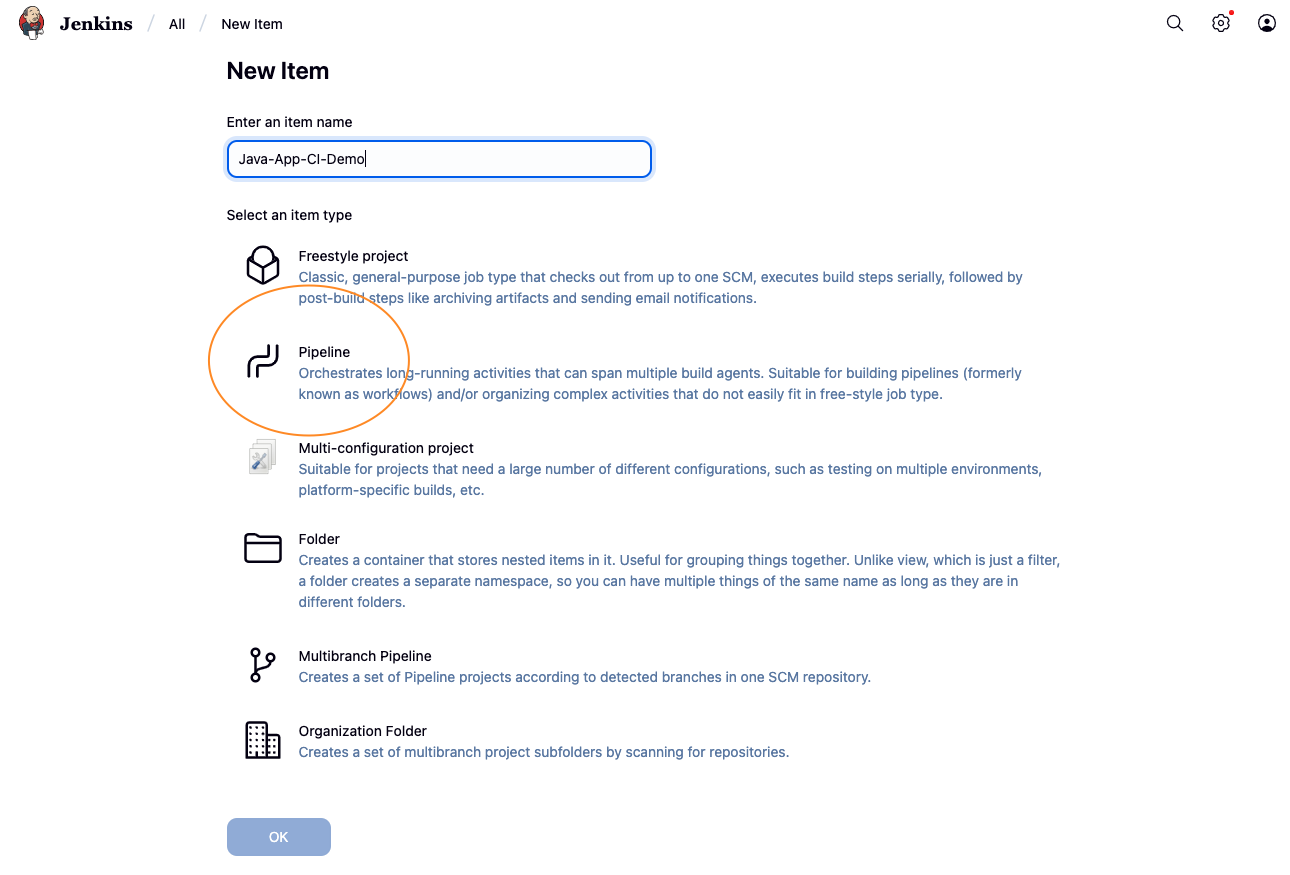 Jenkins / All / New Item
New Item
Enter an item name
Java-App-CI-Demo
Select an item type
Freestyle project
Classic, general-purpose job type that checks out from up to one SCM, executes build steps serially, followed by
post-build steps like archiving artifacts and sending email notifications.
Pipeline
Orchestrates long-running activities that can span multiple build agents. Suitable for building pipelines (formerly
known as workflows) and/or organizing complex activities that do not easily fit in free-style job type.
Multi-configuration project
Suitable for projects that need a large number of different configurations, such as testing on multiple environments,
platform-specific builds, etc.
Folder
Creates a container that stores nested items in it. Useful for grouping things together. Unlike view, which is just a filter,
a folder creates a separate namespace, so you can have multiple things of the same name as long as they are in
different folders.
Multibranch Pipeline
Creates a set of Pipeline projects according to detected branches in one SCM repository.
Organization Folder
Creates a set of multibranch project subfolders by scanning for repositories.
OK